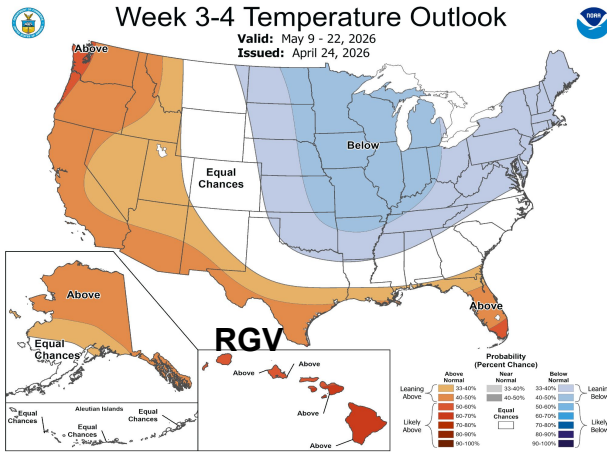 Week 3-4 Temperature Outlook
Valid: May 9 - 22, 2026
Issued: April 24, 2026
NOAA
Above
Below
Equal
Chances
Above
Above
Equal
Chances
RGV
Aleutian Islands
Equal
Chances
Equal
Chances
Equal
Chances
Above
Above
Above
Above
Probability
(Percent Chance)
Above
Normal
Near
Normal
Below
Normal
Leaning
Above
33-40%
40-50%
33-40%
40-50%
33-40%
40-50%
Leanin
Below
Likely
Above
50-60%
60-70%
70-80%
80-90%
90-100%
Equal
Chances
50-60%
60-70%
70-80%
80-90%
90-100%
Likely
Below